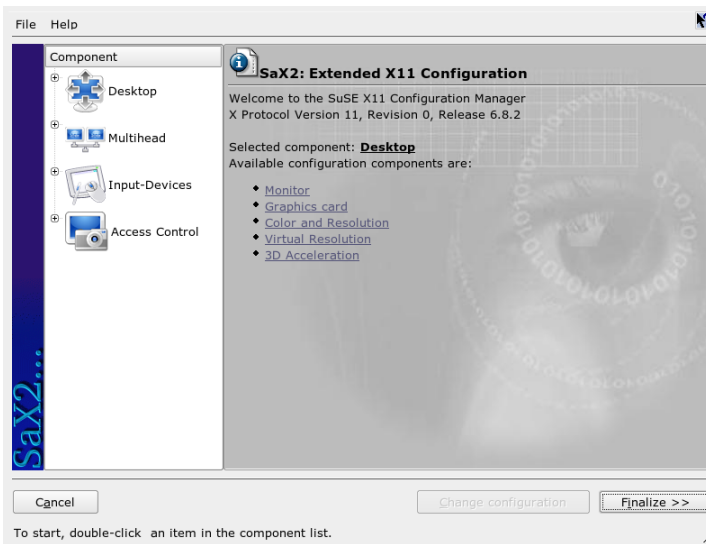 File Help
Component
Desktop
Multihead
Input-Devices
Access Control
SaX2...
SaX2: Extended X11 Configuration
Welcome to the SuSE X11 Configuration Manager
X Protocol Version 11, Revision 0, Release 6.8.2
Selected component: Desktop
Available configuration components are:
Monitor
Graphics card
Color and Resolution
Virtual Resolution
3D Acceleration
Cancel Change configuration Finalize >>
To start, double-click an item in the component list.